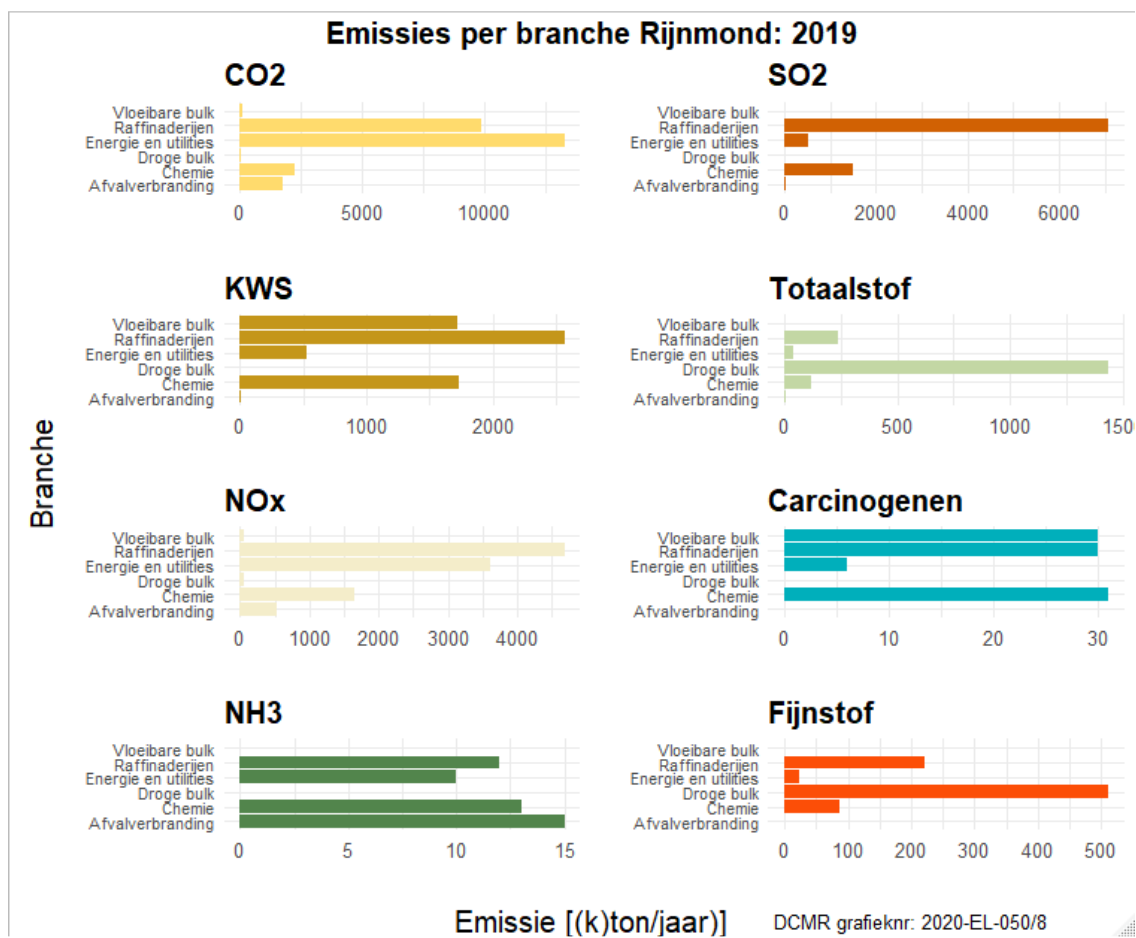 Emissies per branche Rijnmond: 2019
CO2
Vloeibare bulk
Raffinaderijen
Energie en utilities
Droge bulk
Chemie
Afvalverbranding
0 5000 10000
SO2
Vloeibare bulk
Raffinaderijen
Energie en utilities
Droge bulk
Chemie
Afvalverbranding
0 2000 4000 6000
KWS
Vloeibare bulk
Raffinaderijen
Energie en utilities
Droge bulk
Chemie
Afvalverbranding
0 1000 2000
Totaalstof
Vloeibare bulk
Raffinaderijen
Energie en utilities
Droge bulk
Chemie
Afvalverbranding
0 500 1000 150
Branche
NOx
Vloeibare bulk
Raffinaderijen
Energie en utilities
Droge bulk
Chemie
Afvalverbranding
0 1000 2000 3000 4000
Carcinogenen
Vloeibare bulk
Raffinaderijen
Energie en utilities
Droge bulk
Chemie
Afvalverbranding
0 10 20 30
NH3
Vloeibare bulk
Raffinaderijen
Energie en utilities
Droge bulk
Chemie
Afvalverbranding
0 5 10 15
Fijnstof
Vloeibare bulk
Raffinaderijen
Energie en utilities
Droge bulk
Chemie
Afvalverbranding
0 100 200 300 400 500
Emissie [(k)ton/jaar)]
DCMR grafieknr: 2020-EL-050/8